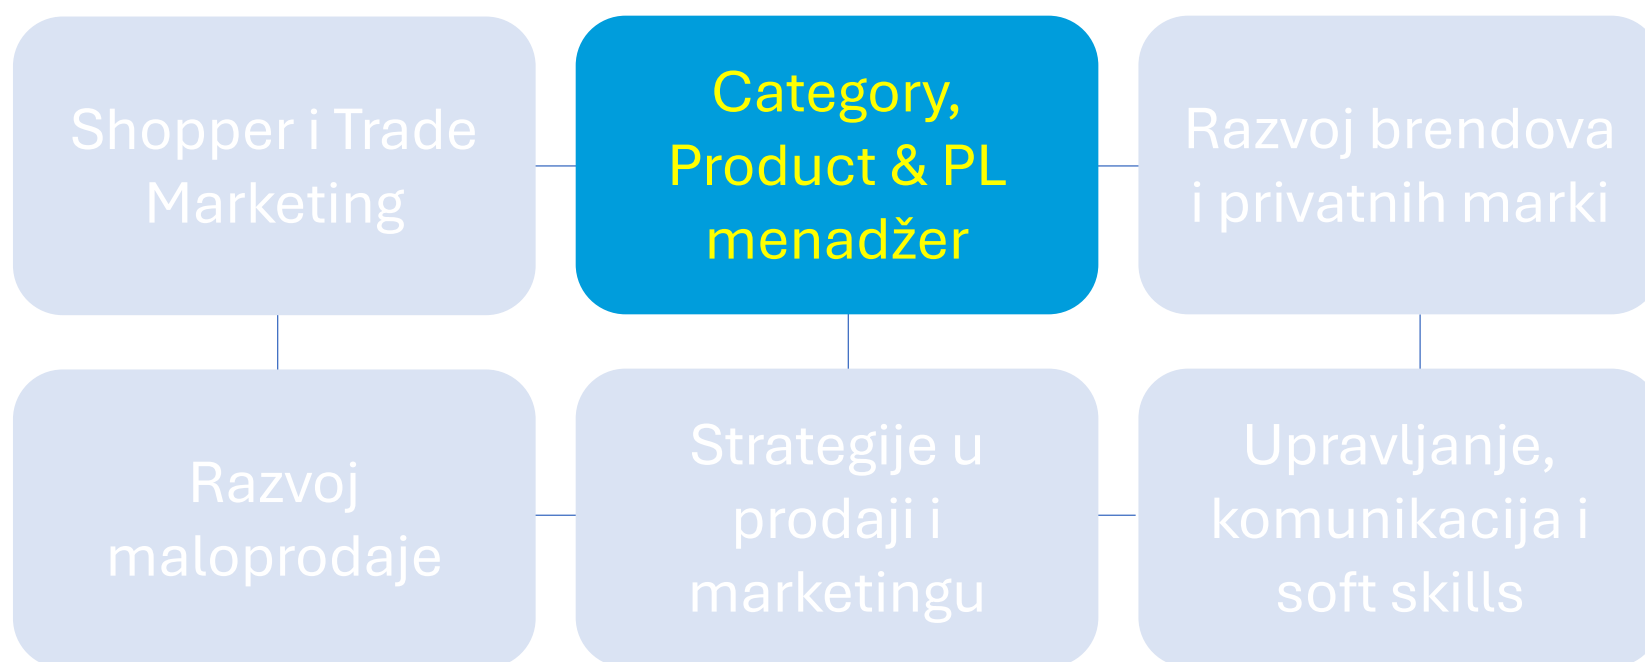 Shopper i Trade
Marketing
Category,
Product & PL
menadžer
Razvoj brendova
i privatnih marki
Razvoj
maloprodaje
Strategije u
prodaji i
marketingu
Upravljanje,
komunikacija i
soft skills